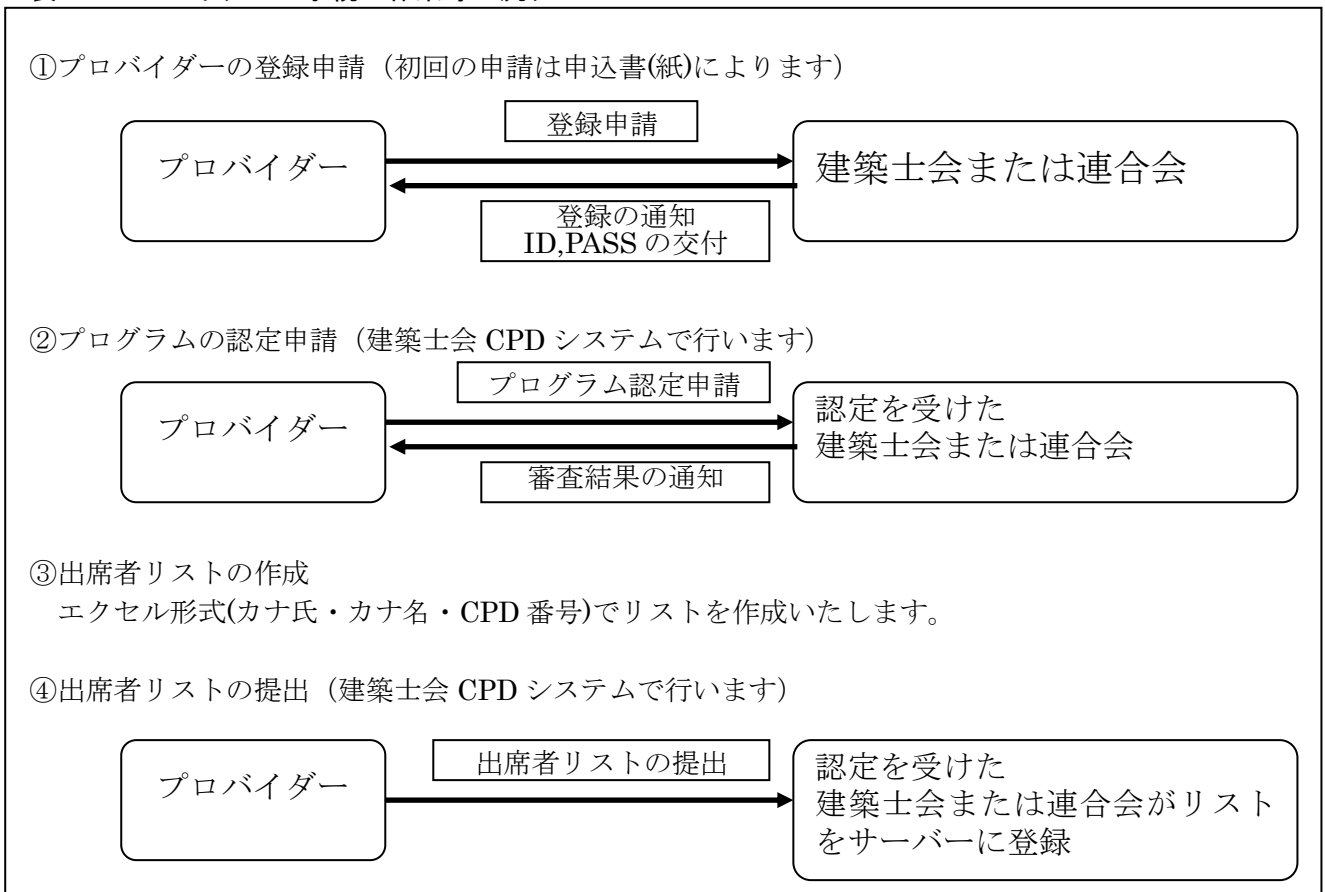 ①プロバイダーの登録申請（初回の申請は申込書(紙)によります）
登録申請
プロバイダー
建築士会または連合会
登録の通知
ID,PASS の交付
②プログラムの認定申請（建築士会 CPD システムで行います）
プログラム認定申請
プロバイダー
認定を受けた
建築士会または連合会
審査結果の通知
③出席者リストの作成
エクセル形式(カナ氏・カナ名・CPD 番号)でリストを作成いたします。
④出席者リストの提出（建築士会 CPD システムで行います）
出席者リストの提出
プロバイダー
認定を受けた
建築士会または連合会がリスト
をサーバーに登録